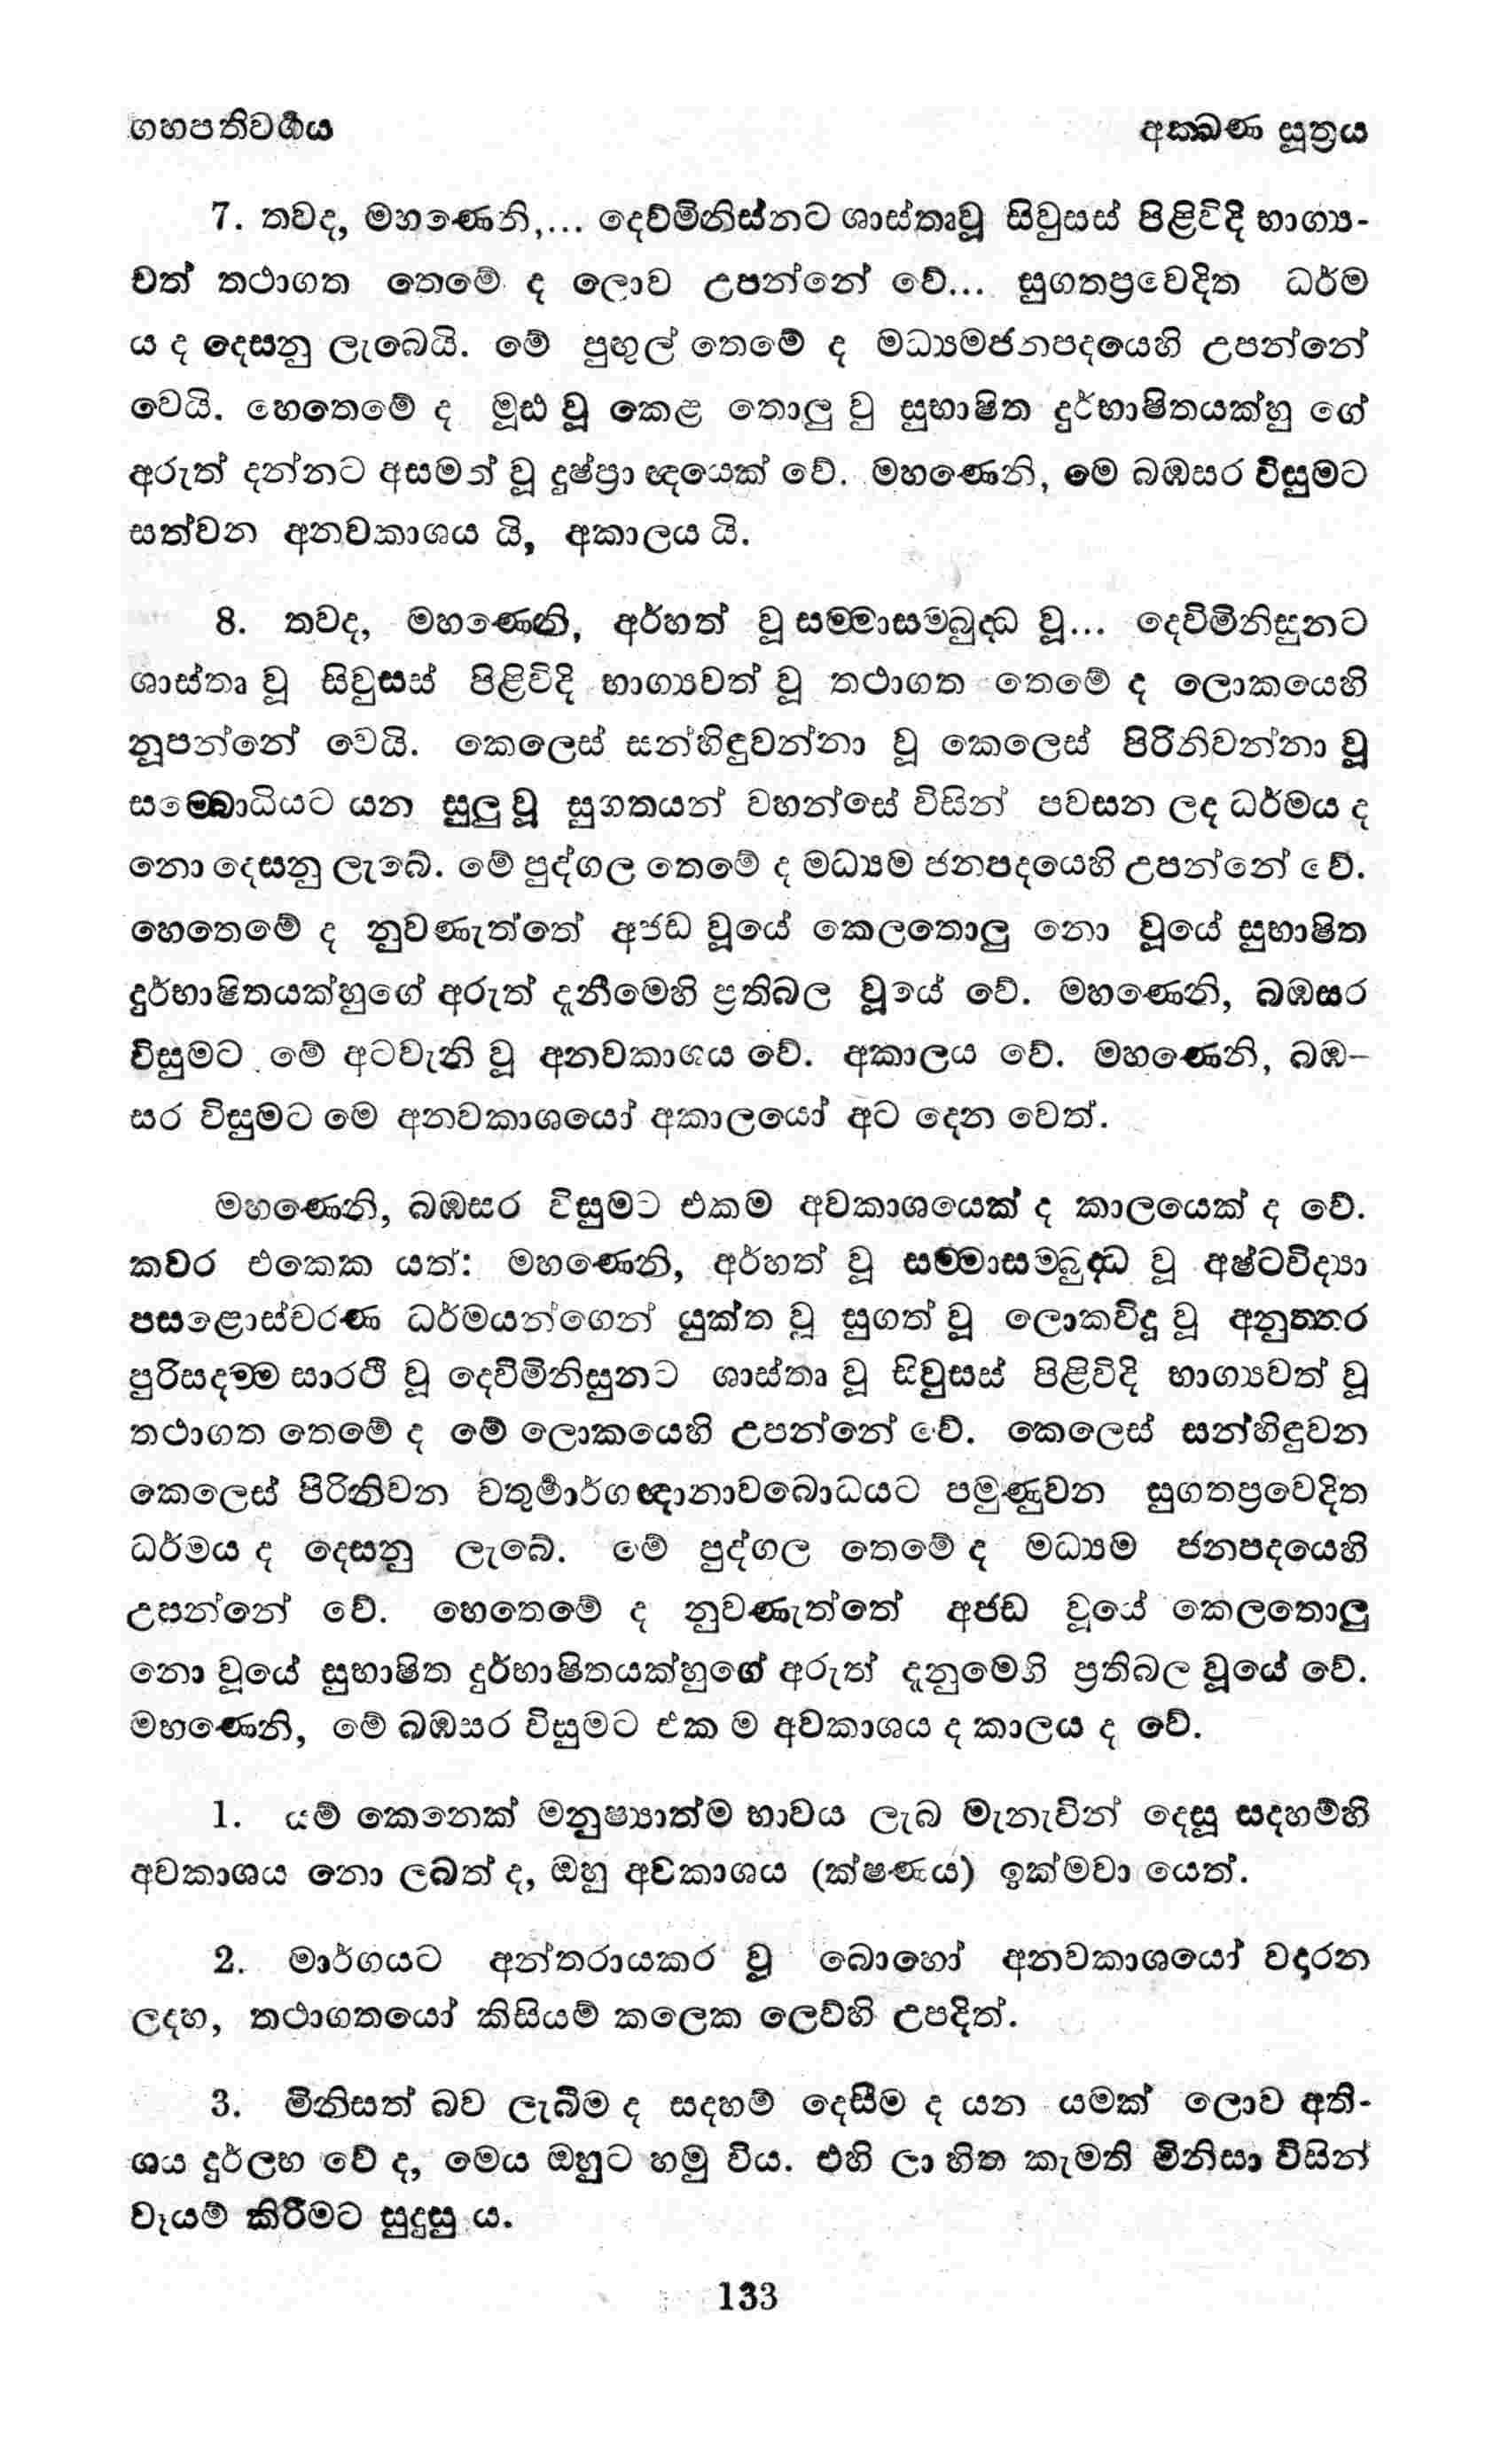 ගහපතිවර්‍ගය අක්ඛණ සූත්‍රය
7. තවද, මහණෙනි,... දෙව්මිනිස්නට ශාස්තෘවූ සිවුසස් පිළිවිදි භාග්‍ය-
වත් තථාගත තෙමේ ද ලොව උපන්නේ වේ... සුගතප්‍රවෙදිත ධර්ම
ය ද දෙසනු ලැබෙයි. මේ පුඟුල් තෙමේ ද මධ්‍යමජනපදයෙහි උපන්නේ
වෙයි. හෙතෙමේ ද මූඪ වූ කෙළ තොලු වු සුභාෂිත දුර්භාෂිතයක්හු ගේ
අරුත් දන්නට අසමත් වූ දුෂ්ප්‍රාඥයෙක් වේ. මහණෙනි, මෙ බඹසර විසුමට
සත්වන අනවකාශය යි, අකාලය යි.
8. තවද, මහණෙනි, අර්හත් වූ සම්මාසම්බුද්ධ වූ... දෙව්මිනිසුනට
ශාස්තෘ වූ සිවුසස් පිළිවිදි භාග්‍යවත් වූ තථාගත තෙමේ ද ලොකයෙහි
නූපන්නේ වෙයි. කෙලෙස් සන්හිඳුවන්නා වූ කෙලෙස් පිරිනිවන්නා වූ
සම්බොධියට යන සුලු වූ සුගතයන් වහන්සේ විසින් පවසන ලද ධර්මය ද
නො දෙසනු ලැබේ. මේ පුද්ගල තෙමේ ද මධ්‍යම ජනපදයෙහි උපන්නේ වේ.
හෙතෙමේ ද නුවණැත්තේ අජඩ වූයේ කෙලතොලු නො වූයේ සුභාෂිත
දුර්භාෂිතයක්හුගේ අරුත් දැනීමෙහි ප්‍රතිබල වූයේ වේ. මහණෙනි, බඹසර
විසුමට මේ අටවැනි වූ අනවකාශය වේ. අකාලය වේ. මහණෙනි, බඹ-
සර විසුමට මෙ අනවකාශයෝ අකාලයෝ අට දෙන වෙත්.
මහණෙනි, බඹසර විසුමට එකම අවකාශයෙක් ද කාලයෙක් ද වේ.
කවර එකෙක යත්: මහණෙනි, අර්හත් වූ සම්මාසම්බුද්ධ වූ අෂ්ටවිද්‍යා
පසළොස්චරණ ධර්මයන්ගෙන් යුක්ත වූ සුගත් වූ ලොකවිදූ වූ අනුත්තර
පුරිසදම්ම සාරථි වූ දෙව්මිනිසුනට ශාස්තෘ වූ සිවුසස් පිළිවිදි භාග්‍යවත් වූ
තථාගත තෙමේ ද මේ ලොකයෙහි උපන්නේ වේ. කෙලෙස් සන්හිඳුවන
කෙලෙස් පිරිනිවන චතුර්‍මාර්ගඥානාවබොධයට පමුණුවන සුගතප්‍රවෙදිත
ධර්මය ද දෙසනු ලැබේ. මේ පුද්ගල තෙමේ ද මධ්‍යම ජනපදයෙහි
උපන්නේ වේ. හෙතෙමේ ද නුවණැත්තේ අජඩ වූයේ කෙලතොලු
නො වූයේ සුභාෂිත දුර්භාෂිතයක්හුගේ අරුත් දැනුමෙහි ප්‍රතිබල වූයේ වේ.
මහණෙනි, මේ බඹසර විසුමට එක ම අවකාශය ද කාලය ද වේ.
1. යම් කෙනෙක් මනුෂ්‍යාත්ම භාවය ලැබ මැනැවින් දෙසූ සදහම්හි
අවකාශය නො ලබත් ද, ඔහු අවකාශය (ක්ෂණය) ඉක්මවා යෙත්.
2. මාර්ගයට අන්තරායකර වූ බොහෝ අනවකාශයෝ වදාරන
ලදහ, තථාගතයෝ කිසියම් කලෙක ලෙව්හි උපදිත්.
3. මිනිසත් බව ලැබීම ද සදහම් දෙසීම ද යන යමක් ලොව අති-
ශය දුර්ලභ වේ ද, මෙය ඔහුට හමු විය. එහි ලා හිත කැමති මිනිසා විසින්
වෑයම් කිරීමට සුදුසු ය.
133